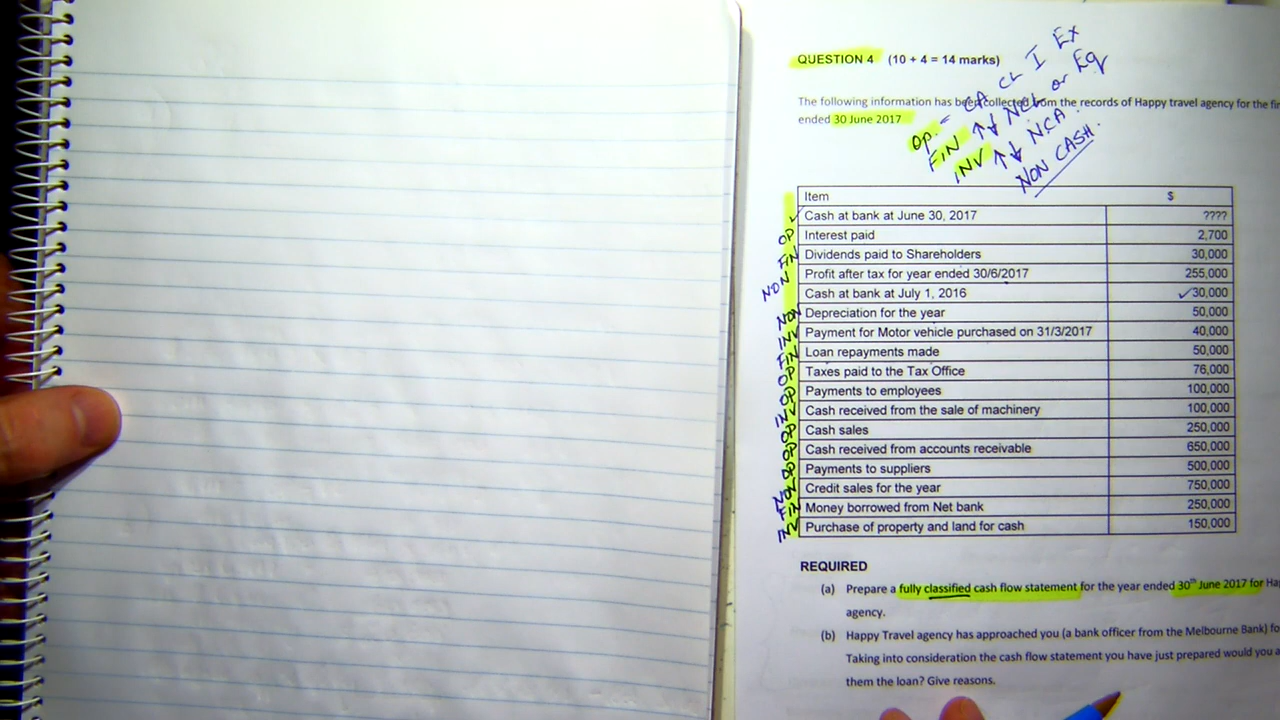 QUESTION 4 (10 + 4 = 14 marks)
The following information has been collected from the records of Happy travel agency for the fi
ended 30 June 2017
Op. = CA CL I Ex
FIN ↑↓ NCL or Eq
INV ↑↓ NCA.
NON CASH.
Item $
✓ Cash at bank at June 30, 2017 ????
OP Interest paid 2,700
FIN Dividends paid to Shareholders 30,000
NON Profit after tax for year ended 30/6/2017 255,000
Cash at bank at July 1, 2016 ✓30,000
NON Depreciation for the year 50,000
INV Payment for Motor vehicle purchased on 31/3/2017 40,000
FIN Loan repayments made 50,000
OP Taxes paid to the Tax Office 76,000
OP Payments to employees 100,000
INV Cash received from the sale of machinery 100,000
OP Cash sales 250,000
OP Cash received from accounts receivable 650,000
OP Payments to suppliers 500,000
NON Credit sales for the year 750,000
FIN Money borrowed from Net bank 250,000
INV Purchase of property and land for cash 150,000
REQUIRED
(a) Prepare a fully classified cash flow statement for the year ended 30th June 2017 for Ha
agency.
(b) Happy Travel agency has approached you (a bank officer from the Melbourne Bank) fo
Taking into consideration the cash flow statement you have just prepared would you a
them the loan? Give reasons.